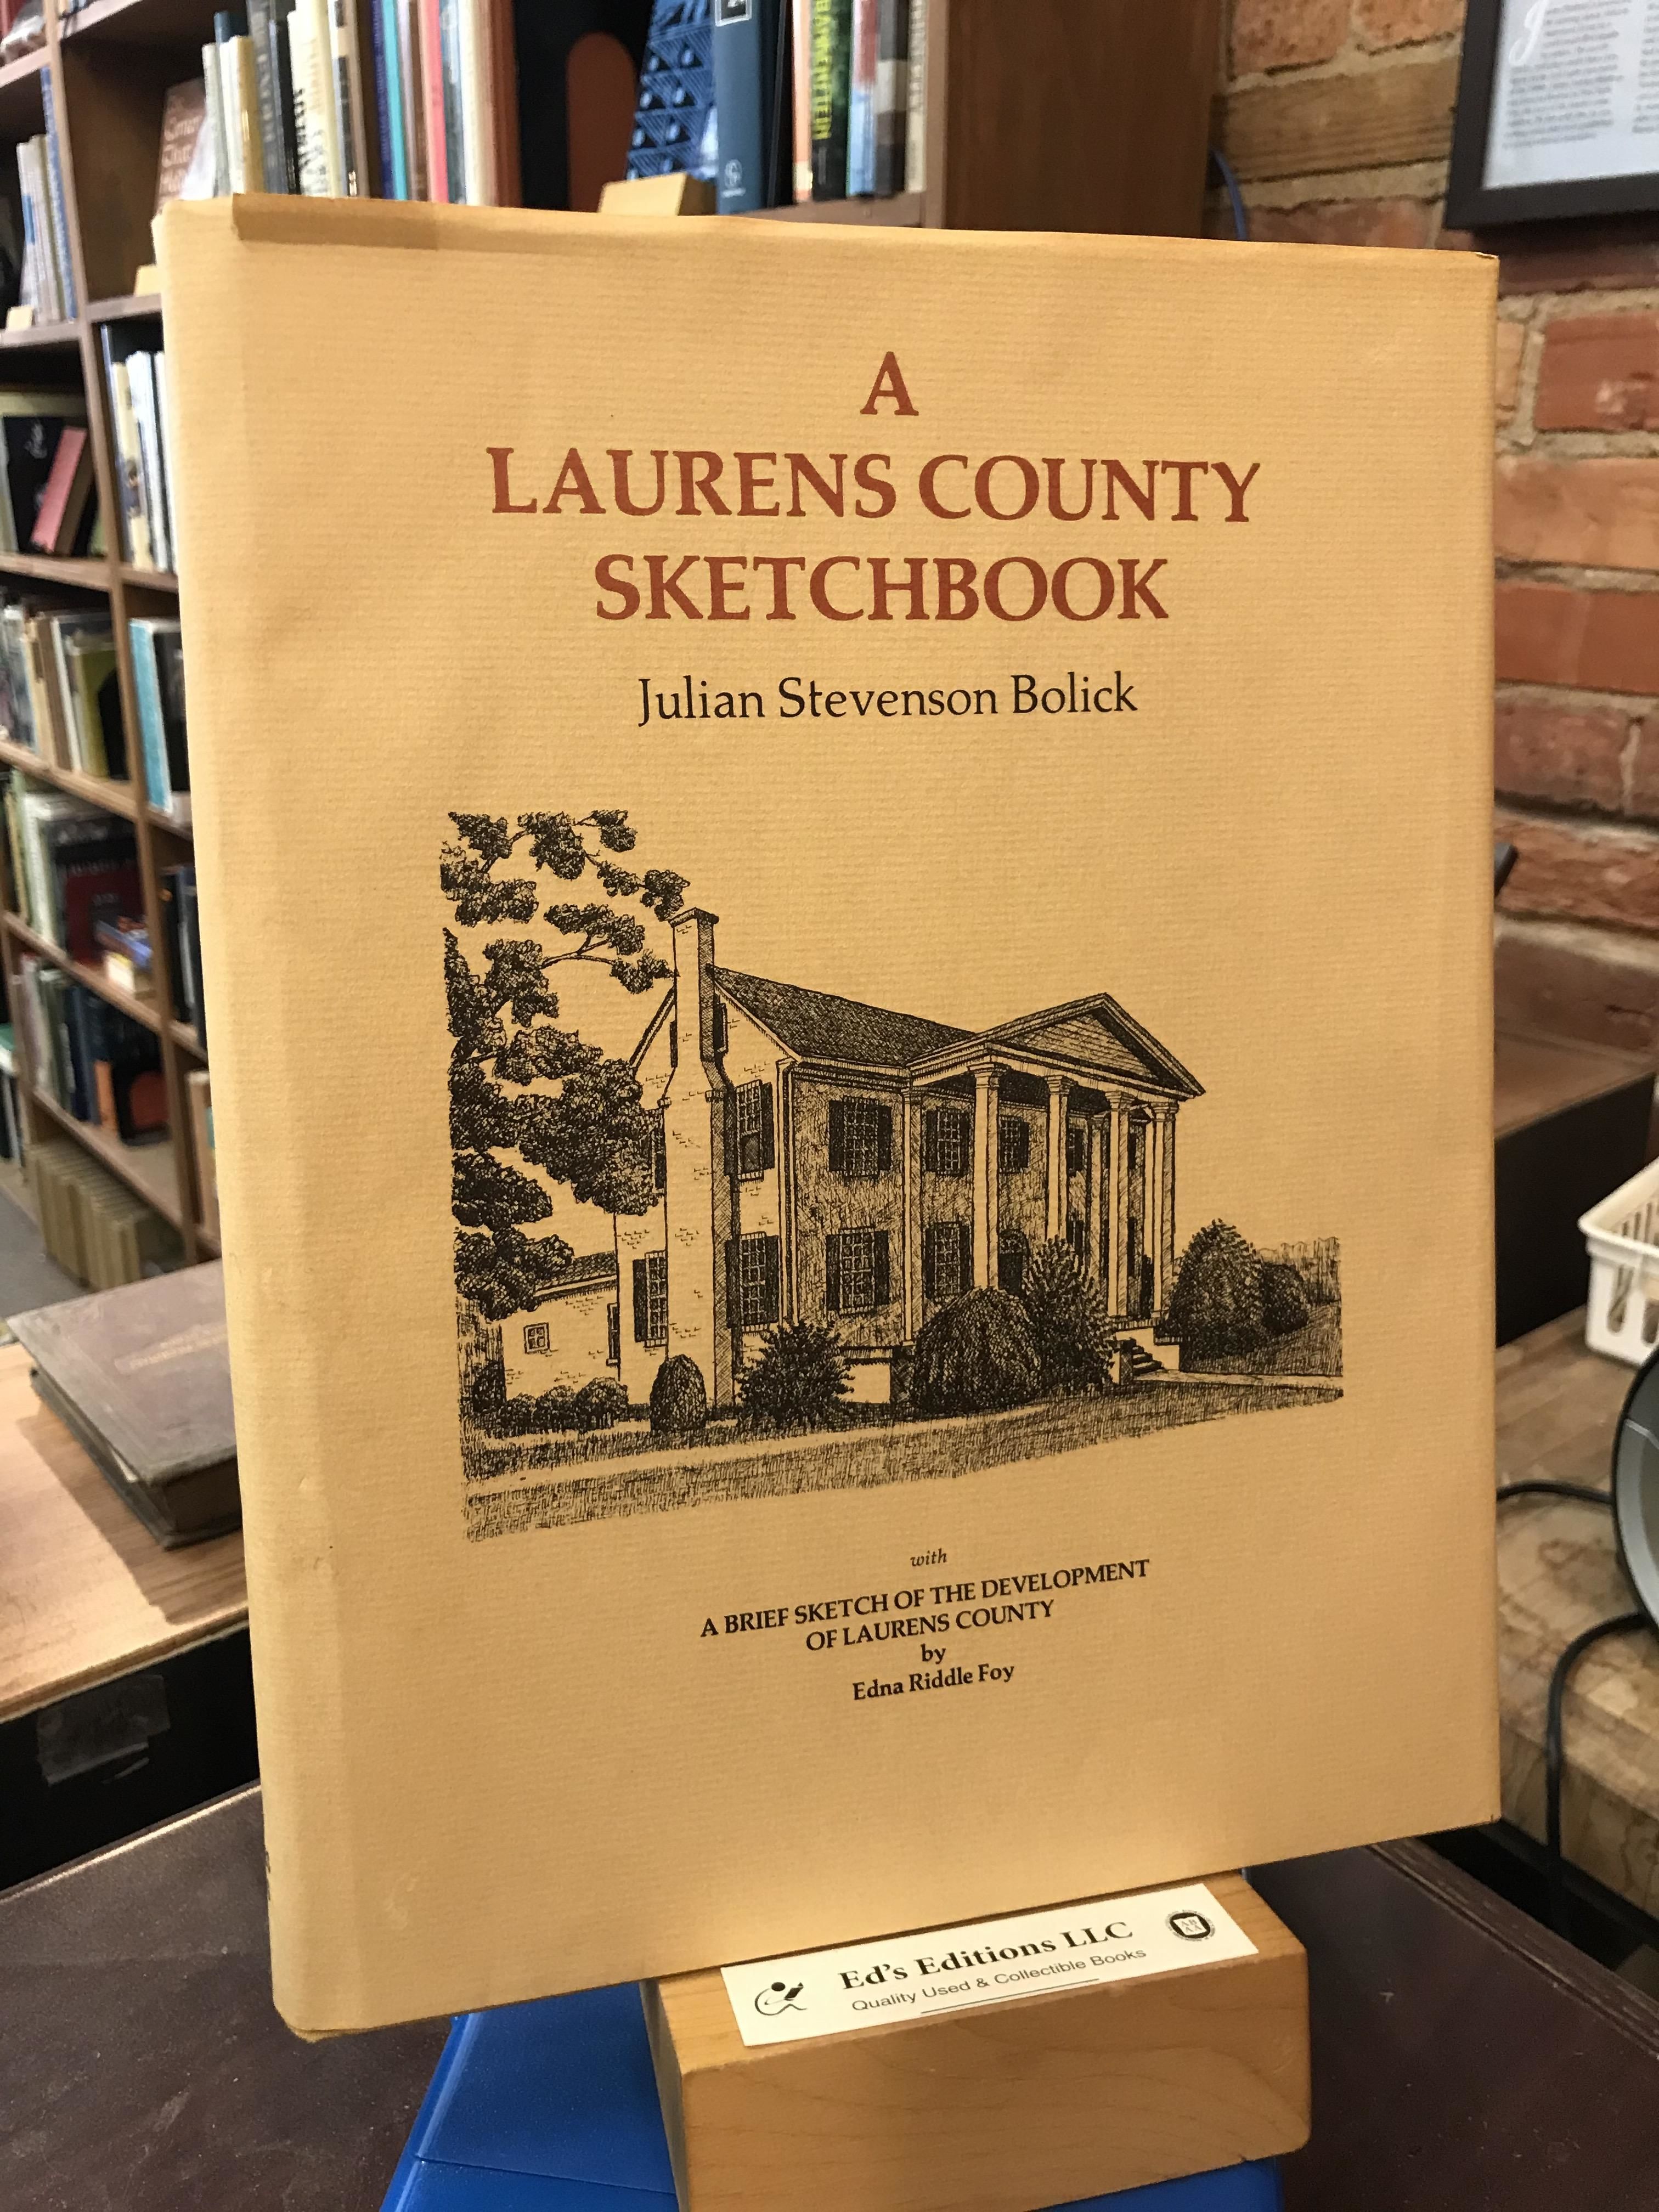 A
LAURENS COUNTY
SKETCHBOOK
Julian Stevenson Bolick
with
A BRIEF SKETCH OF THE DEVELOPMENT
OF LAURENS COUNTY
by
Edna Riddle Foy
Ed's Editions LLC
Quality Used & Collectible Books